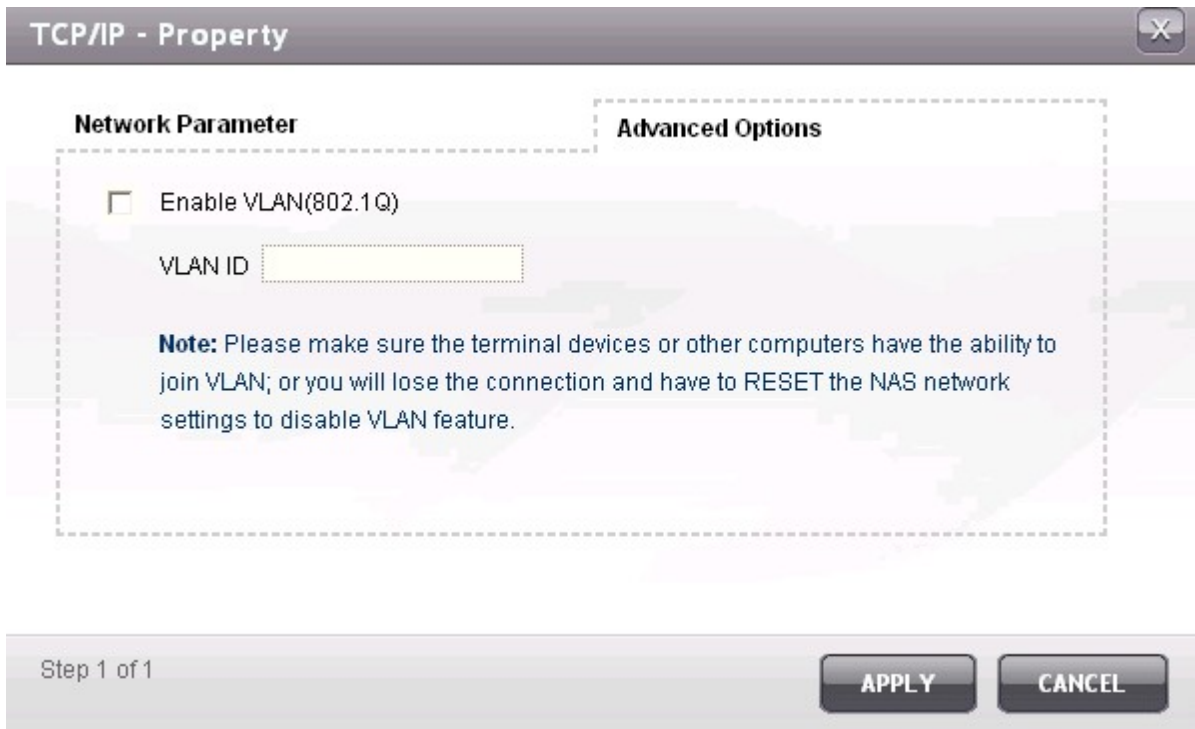 TCP/IP - Property
X
Network Parameter
Advanced Options
Enable VLAN(802.1Q)
VLAN ID
Note: Please make sure the terminal devices or other computers have the ability to
join VLAN; or you will lose the connection and have to RESET the NAS network
settings to disable VLAN feature.
Step 1 of 1
APPLY
CANCEL